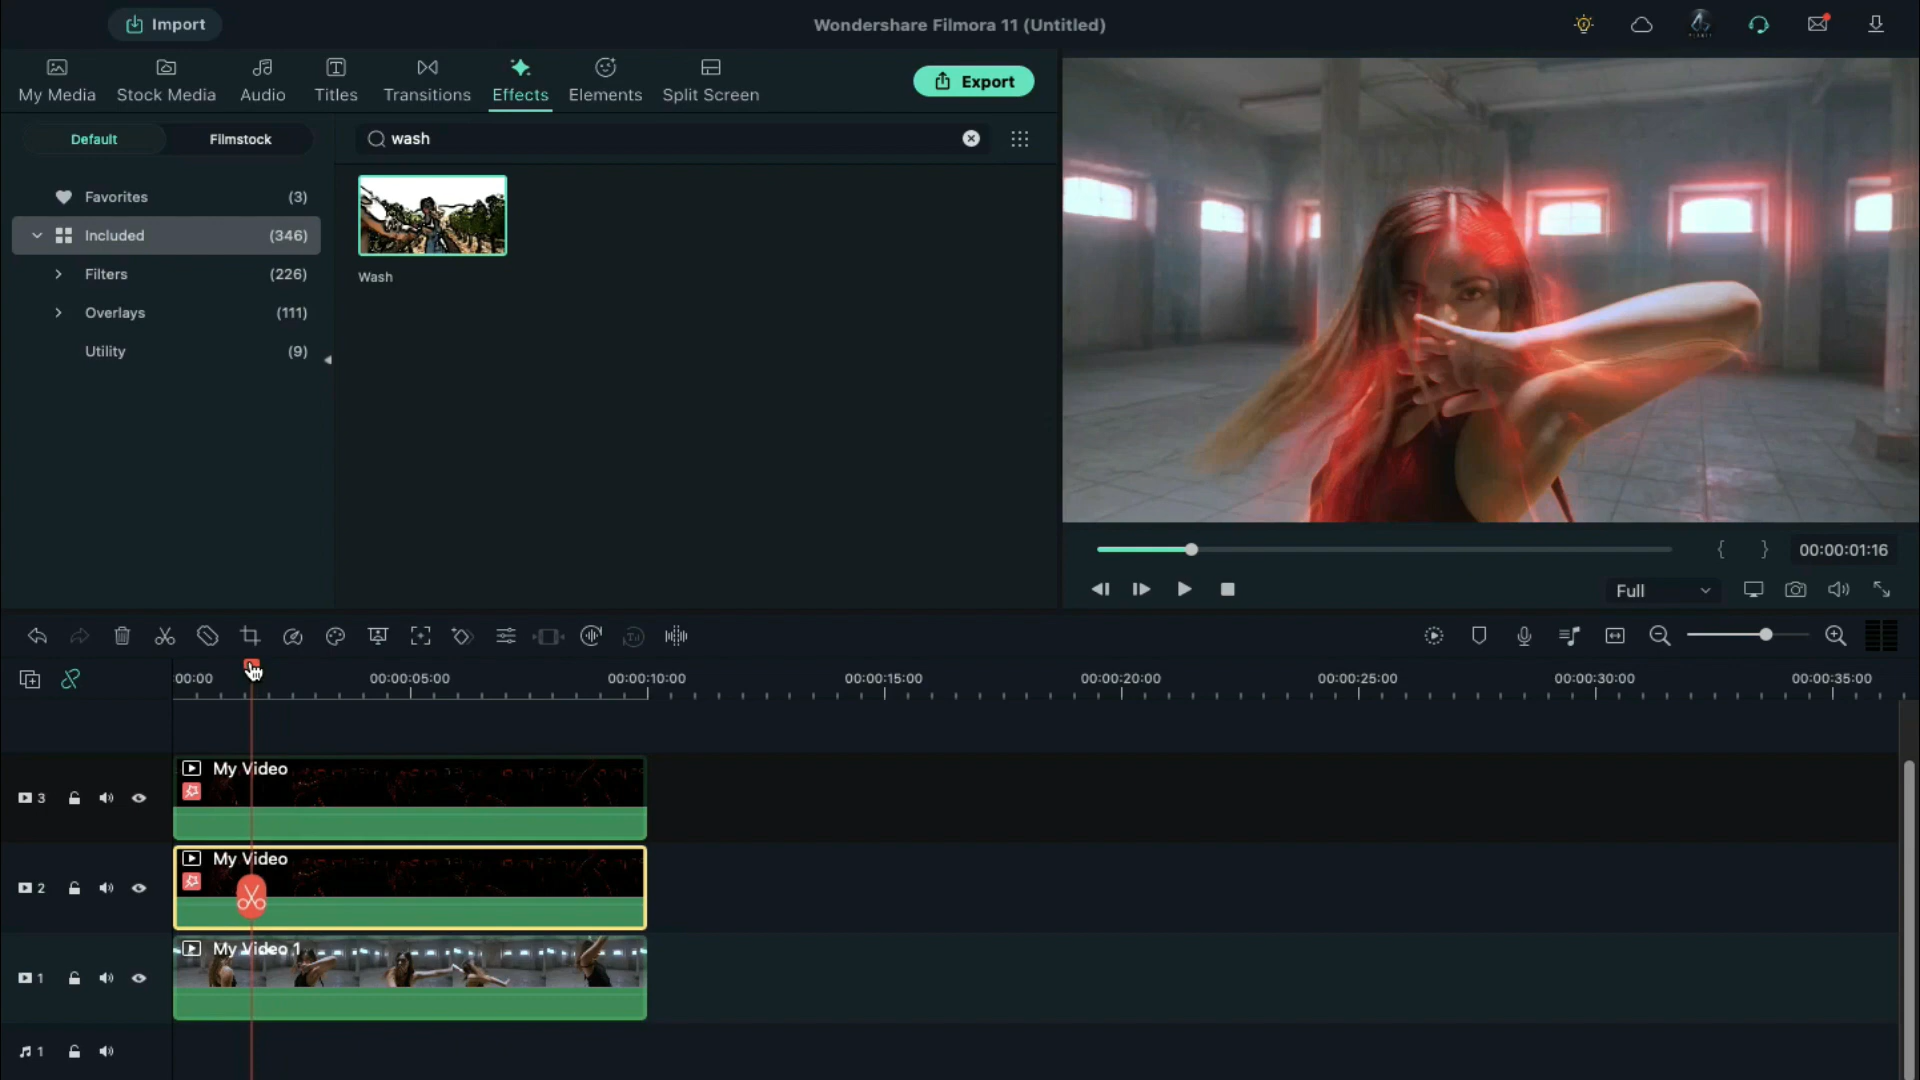 Import
Wondershare Filmora 11 (Untitled)
My Media
Stock Media
Audio
Titles
Transitions
Effects
Elements
Split Screen
Export
Default
Filmstock
wash
Favorites (3)
Included (346)
Filters (226)
Overlays (111)
Utility (9)
Wash
00:00:01:16
Full
:00:00
00:00:05:00
00:00:10:00
00:00:15:00
00:00:20:00
00:00:25:00
00:00:30:00
00:00:35:00
3
My Video
2
My Video
1
My Video 1
1